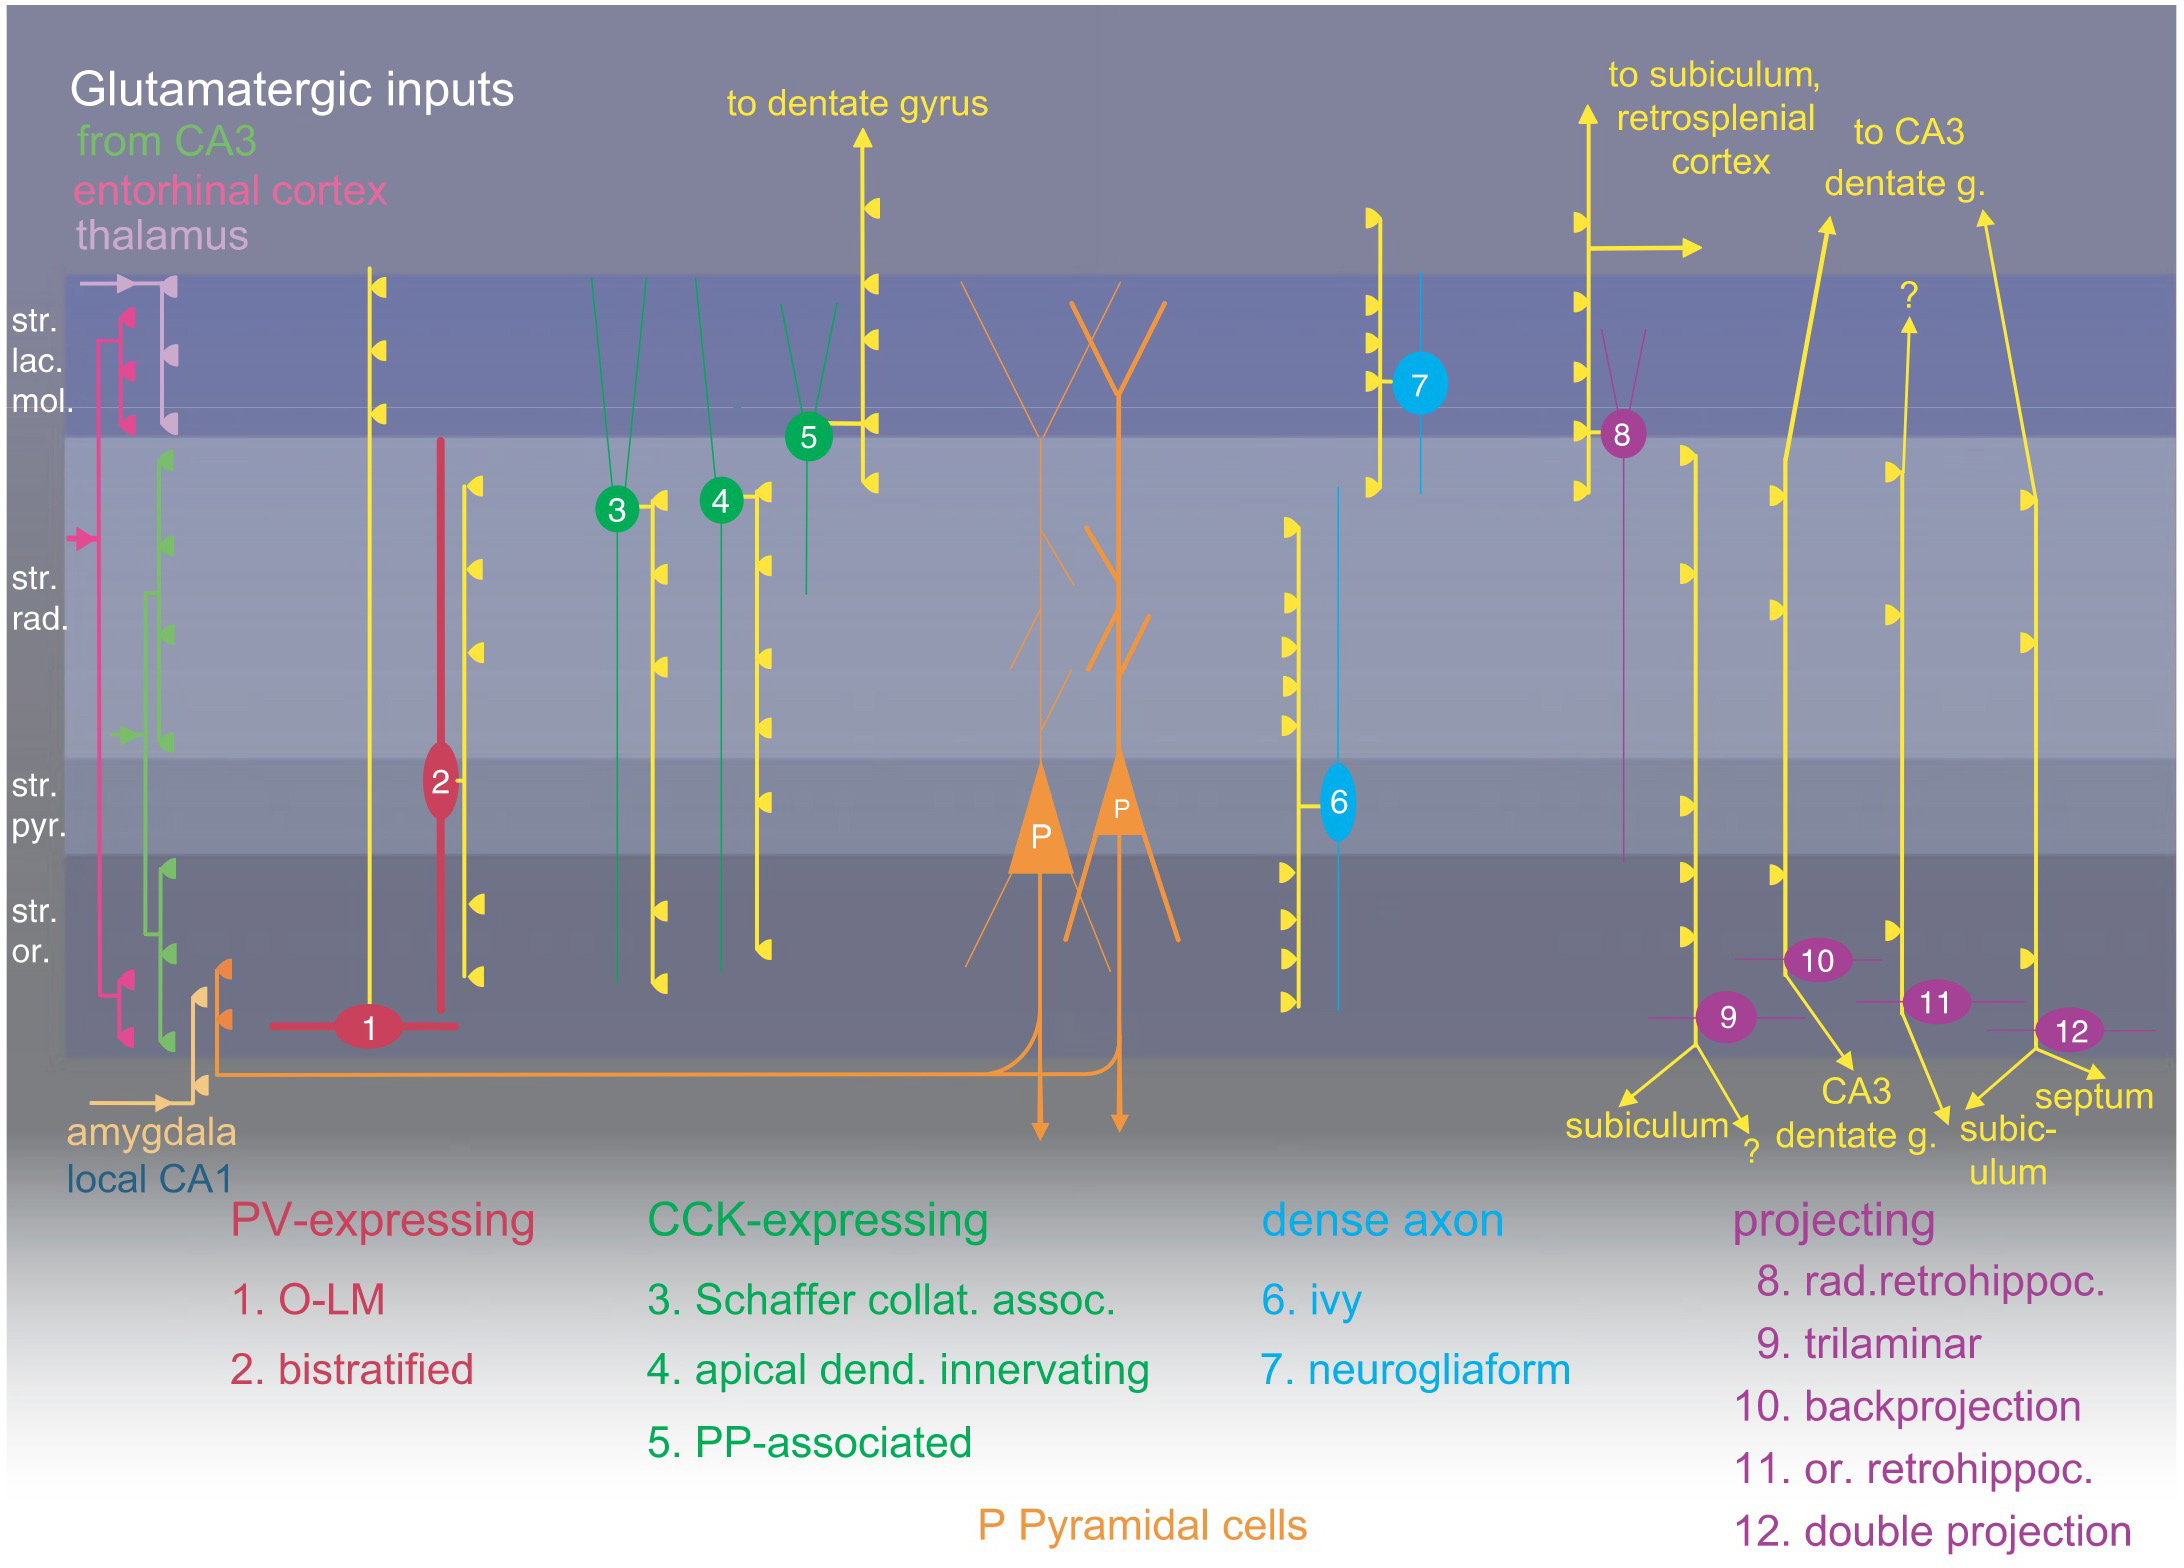 Glutamatergic inputs
from CA3
entorhinal cortex
thalamus
to dentate gyrus
to subiculum,
retrosplenial
cortex
to CA3
dentate g.
?
str.
lac.
mol.
str.
rad.
str.
pyr.
str.
or.
7
5
8
3
4
2
6
P
P
10
11
9
1
12
amygdala
local CA1
subiculum
?
CA3
dentate g.
septum
subic-
ulum
PV-expressing
1. O-LM
2. bistratified
CCK-expressing
3. Schaffer collat. assoc.
4. apical dend. innervating
5. PP-associated
dense axon
6. ivy
7. neurogliaform
projecting
8. rad.retrohippoc.
9. trilaminar
10. backprojection
11. or. retrohippoc.
12. double projection
P Pyramidal cells